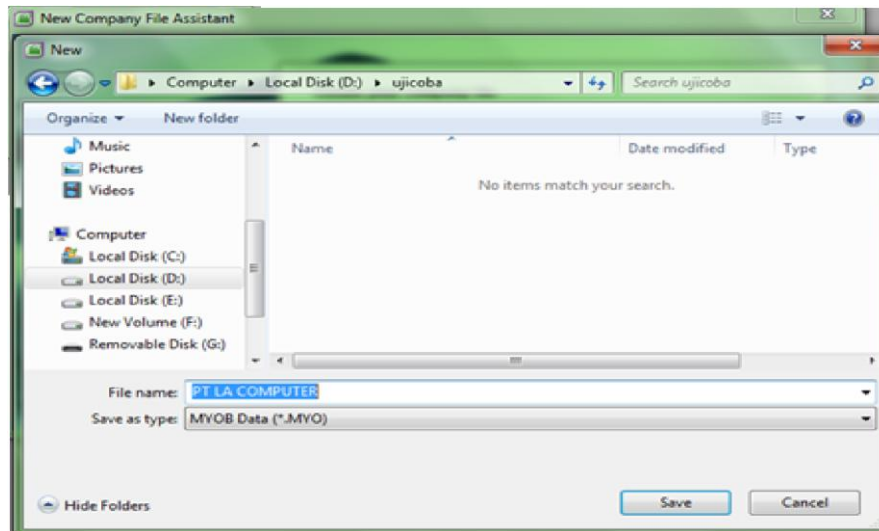 New Company File Assistant
New
Computer Local Disk (D:) ujicoba
Search ujicoba
Organize New folder
Name Date modified Type
No items match your search.
Music
Pictures
Videos
Computer
Local Disk (C:)
Local Disk (D:)
Local Disk (E:)
New Volume (F:)
Removable Disk (G:)
File name: PT LA COMPUTER
Save as type: MYOB Data (*.MYO)
Hide Folders
Save Cancel